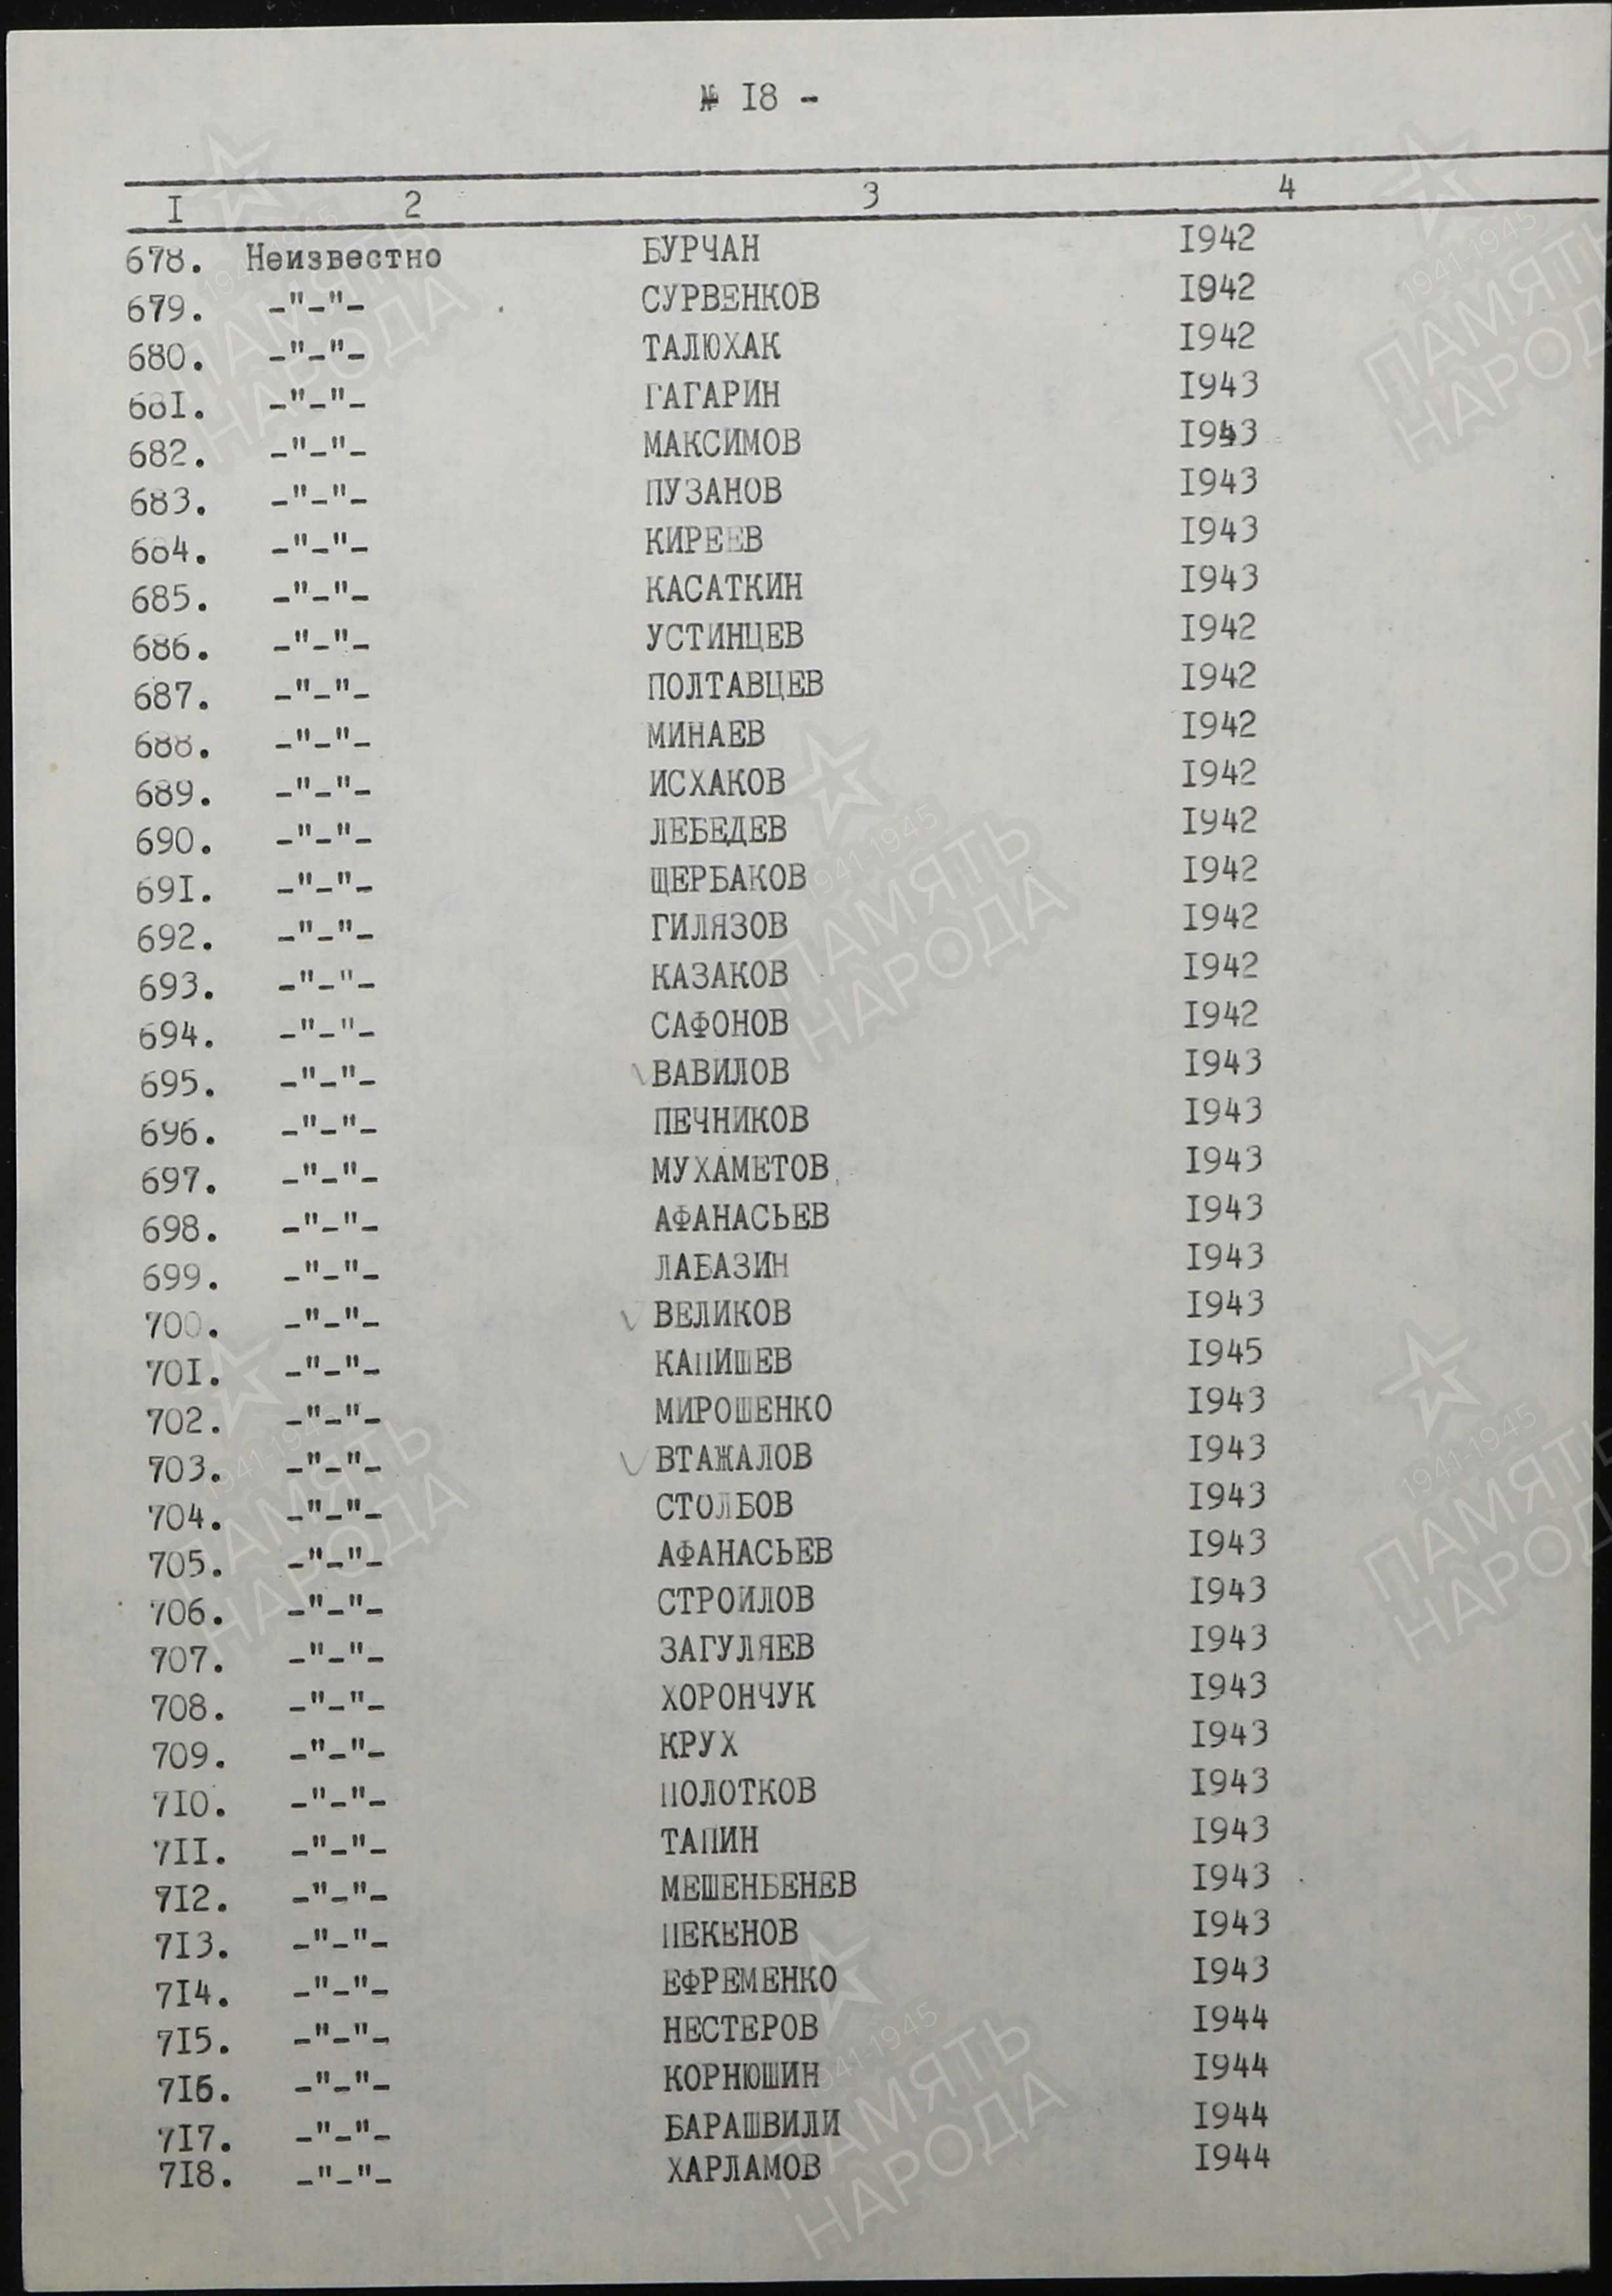 № I8 -
I 2 3 4
678. Неизвестно БУРЧАН I942
679. -"-"- СУРВЕНКОВ I942
680. -"-"- ТАЛЮХАК I942
68I. -"-"- ГАГАРИН I943
682. -"-"- МАКСИМОВ I943
683. -"-"- ПУЗАНОВ I943
684. -"-"- КИРЕЕВ I943
685. -"-"- КАСАТКИН I943
686. -"-"- УСТИНЦЕВ I942
687. -"-"- ПОЛТАВЦЕВ I942
688. -"-"- МИНАЕВ I942
689. -"-"- ИСХАКОВ I942
690. -"-"- ЛЕБЕДЕВ I942
69I. -"-"- ЩЕРБАКОВ I942
692. -"-"- ГИЛЯЗОВ I942
693. -"-"- КАЗАКОВ I942
694. -"-"- САФОНОВ I942
695. -"-"- ВАВИЛОВ I943
696. -"-"- ПЕЧНИКОВ I943
697. -"-"- МУХАМЕТОВ I943
698. -"-"- АФАНАСЬЕВ I943
699. -"-"- ЛАБАЗИН I943
700. -"-"- ВЕЛИКОВ I943
70I. -"-"- КАПИШЕВ I945
702. -"-"- МИРОШЕНКО I943
703. -"-"- ВТАЖАЛОВ I943
704. -"-"- СТОЛБОВ I943
705. -"-"- АФАНАСЬЕВ I943
706. -"-"- СТРОИЛОВ I943
707. -"-"- ЗАГУЛЯЕВ I943
708. -"-"- ХОРОНЧУК I943
709. -"-"- КРУХ I943
7I0. -"-"- ПОЛОТКОВ I943
7II. -"-"- ТАПИН I943
7I2. -"-"- МЕШЕНБЕНЕВ I943
7I3. -"-"- ПЕКЕНОВ I943
7I4. -"-"- ЕФРЕМЕНКО I943
7I5. -"-"- НЕСТЕРОВ I944
7I6. -"-"- КОРНЮШИН I944
7I7. -"-"- БАРАШВИЛИ I944
7I8. -"-"- ХАРЛАМОВ I944
1941-1945
ПАМЯТЬ
НАРОДА